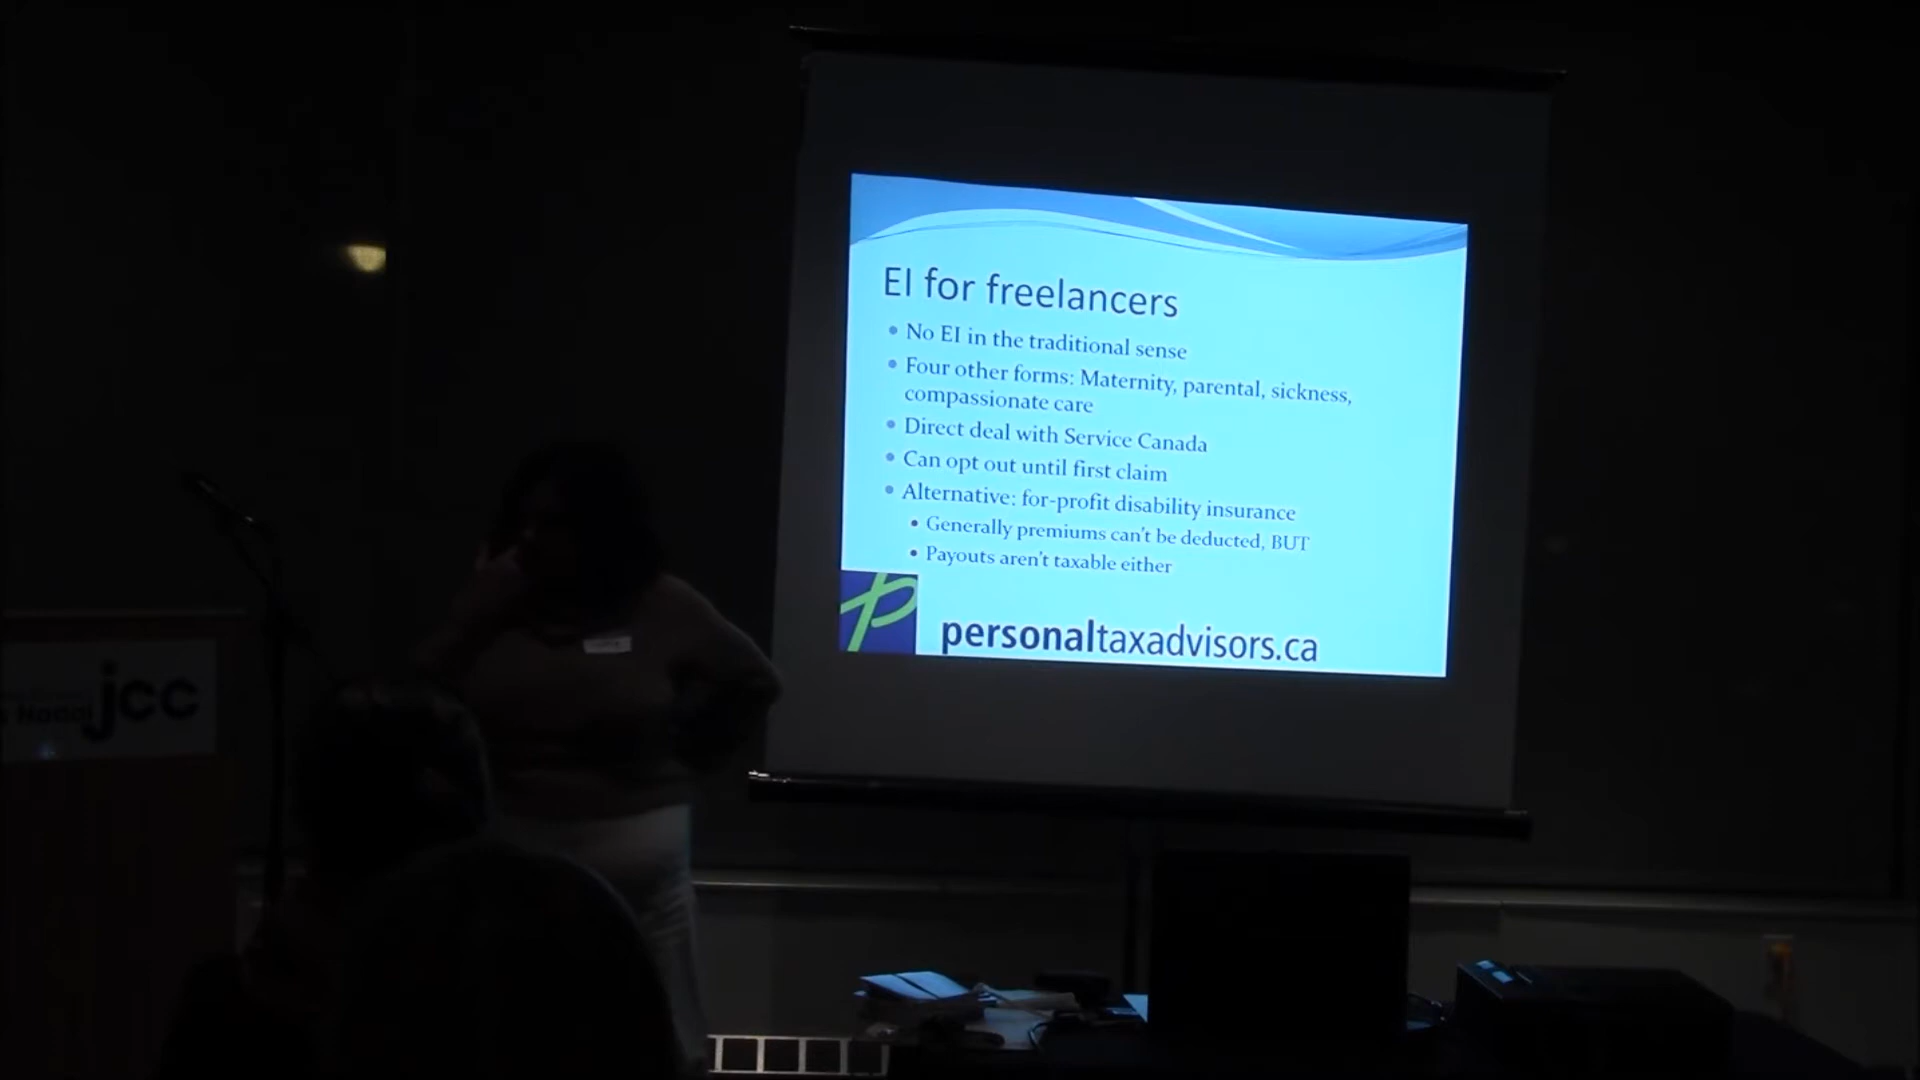 EI for freelancers
• No EI in the traditional sense
• Four other forms: Maternity, parental, sickness,
compassionate care
• Direct deal with Service Canada
• Can opt out until first claim
• Alternative: for-profit disability insurance
• Generally premiums can't be deducted, BUT
• Payouts aren't taxable either
personaltaxadvisors.ca
jcc